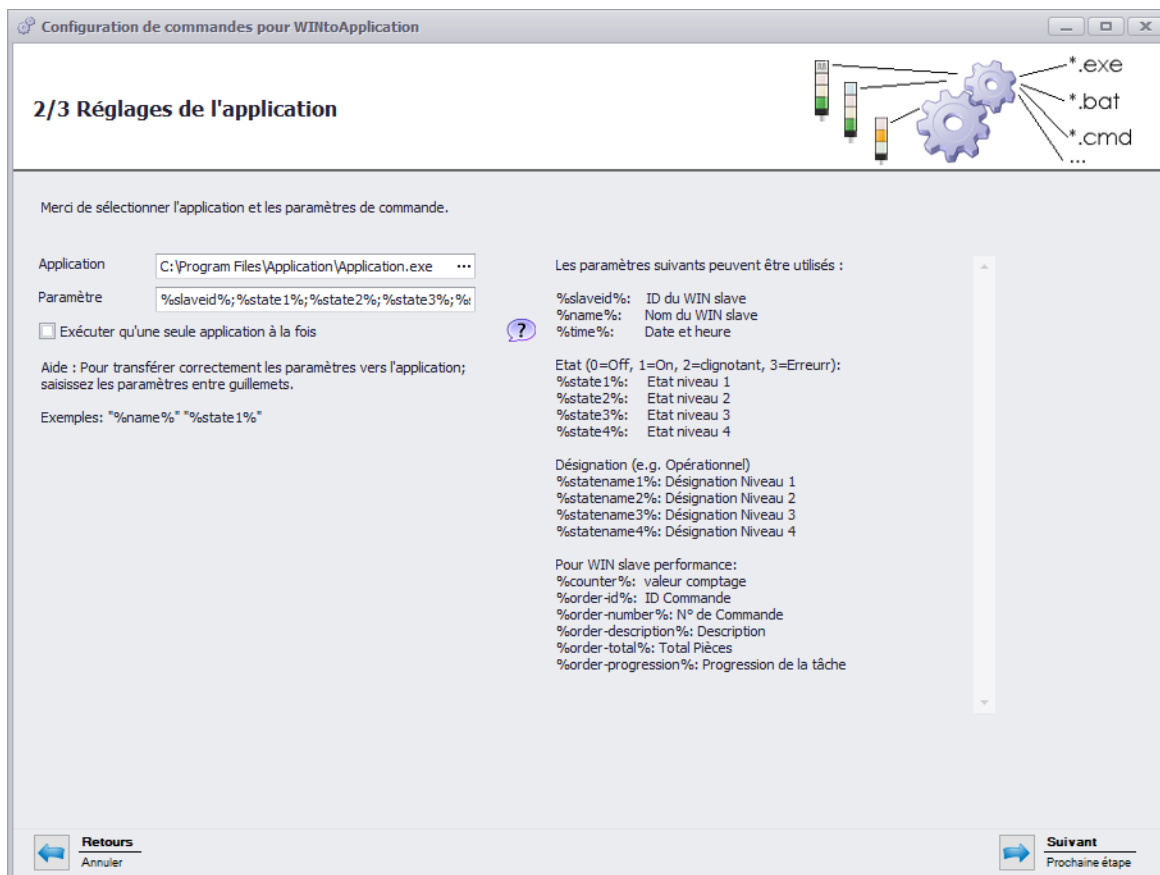 Configuration de commandes pour WINtoApplication
2/3 Réglages de l'application
*.exe
*.bat
*.cmd
...
Merci de sélectionner l'application et les paramètres de commande.
Application
C:\Program Files\Application\Application.exe ...
Paramètre
%slaveid%;%state1%;%state2%;%state3%;%
Exécuter qu'une seule application à la fois
?
Aide : Pour transférer correctement les paramètres vers l'application;
saisissez les paramètres entre guillemets.
Exemples: "%name%" "%state1%"
Les paramètres suivants peuvent être utilisés :
%slaveid%: ID du WIN slave
%name%: Nom du WIN slave
%time%: Date et heure
Etat (0=Off, 1=On, 2=clignotant, 3=Erreurr):
%state1%: Etat niveau 1
%state2%: Etat niveau 2
%state3%: Etat niveau 3
%state4%: Etat niveau 4
Désignation (e.g. Opérationnel)
%statename1%: Désignation Niveau 1
%statename2%: Désignation Niveau 2
%statename3%: Désignation Niveau 3
%statename4%: Désignation Niveau 4
Pour WIN slave performance:
%counter%: valeur comptage
%order-id%: ID Commande
%order-number%: N° de Commande
%order-description%: Description
%order-total%: Total Pièces
%order-progression%: Progression de la tâche
Retours
Annuler
Suivant
Prochaine étape